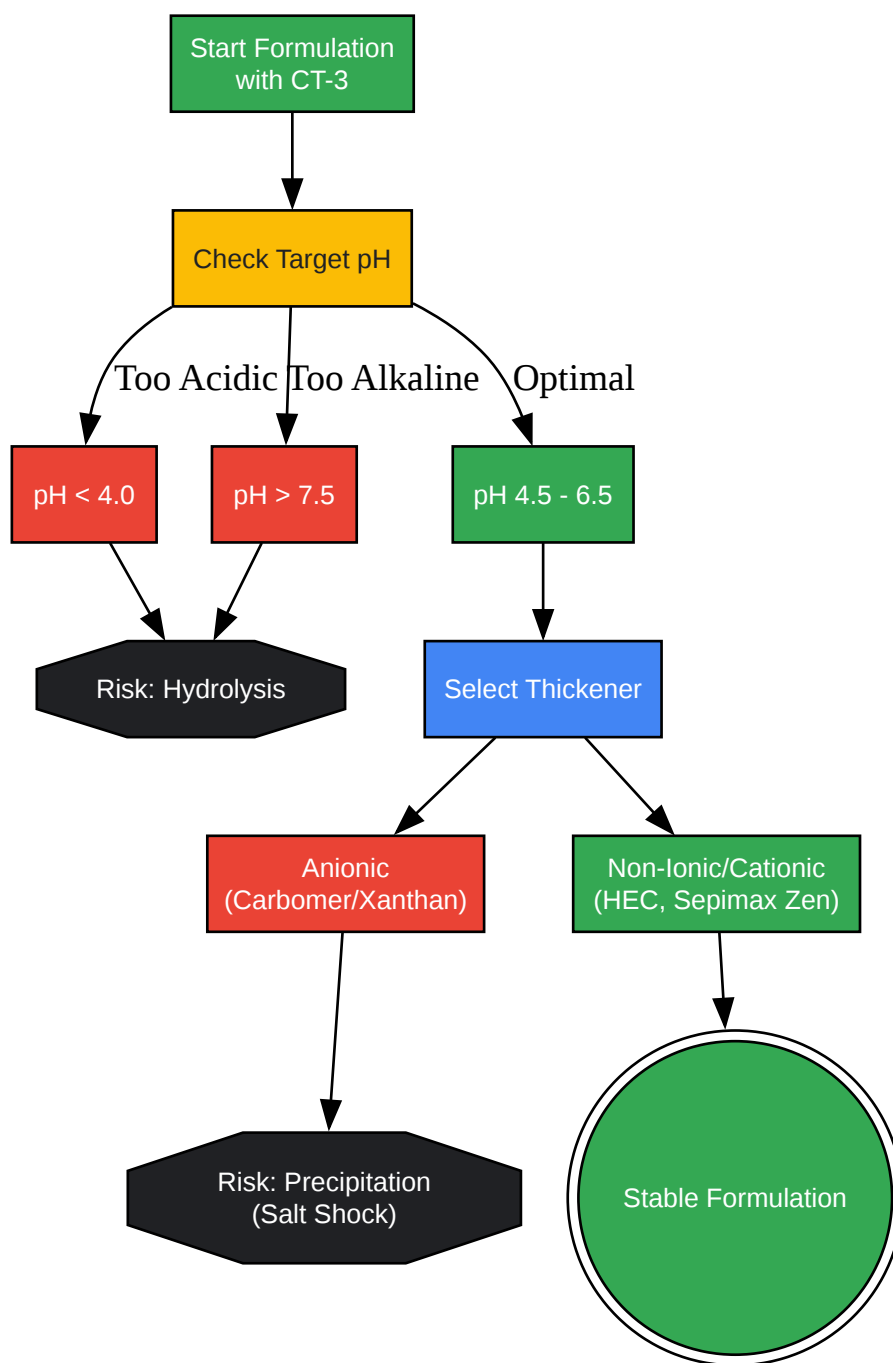 Start Formulation
with CT-3
Check Target pH
Too Acidic
Too Alkaline
Optimal
pH < 4.0
pH > 7.5
pH 4.5 - 6.5
Risk: Hydrolysis
Select Thickener
Anionic
(Carbomer/Xanthan)
Non-Ionic/Cationic
(HEC, Sepimax Zen)
Risk: Precipitation
(Salt Shock)
Stable Formulation